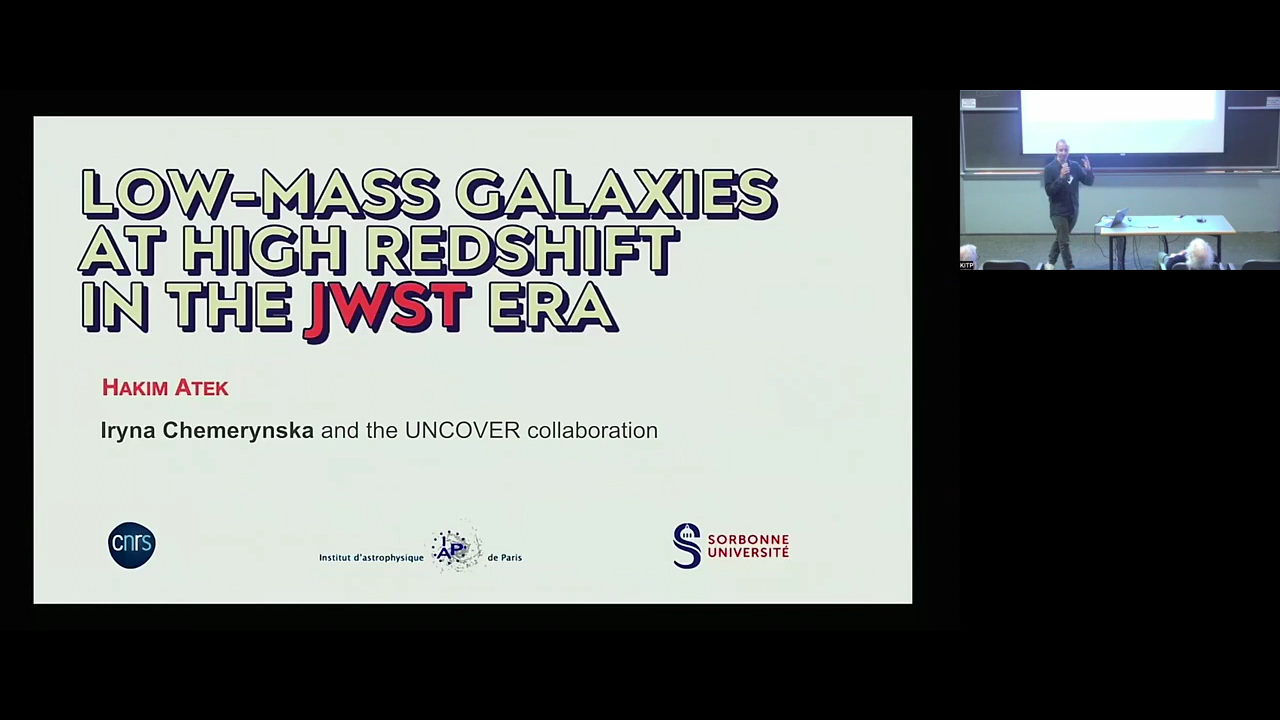 LOW-MASS GALAXIES
AT HIGH REDSHIFT
IN THE JWST ERA
HAKIM ATEK
Iryna Chemerynska and the UNCOVER collaboration
cnrs
Institut d'astrophysique IAP de Paris
SORBONNE
UNIVERSITÉ
KITP